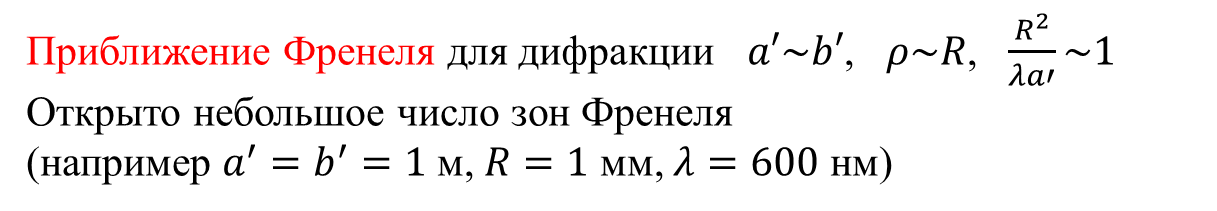 Приближение Френеля для дифракции a′~b′, ρ~R, R²/λa′ ~1
Открыто небольшое число зон Френеля
(например a′ = b′ = 1 м, R = 1 мм, λ = 600 нм)